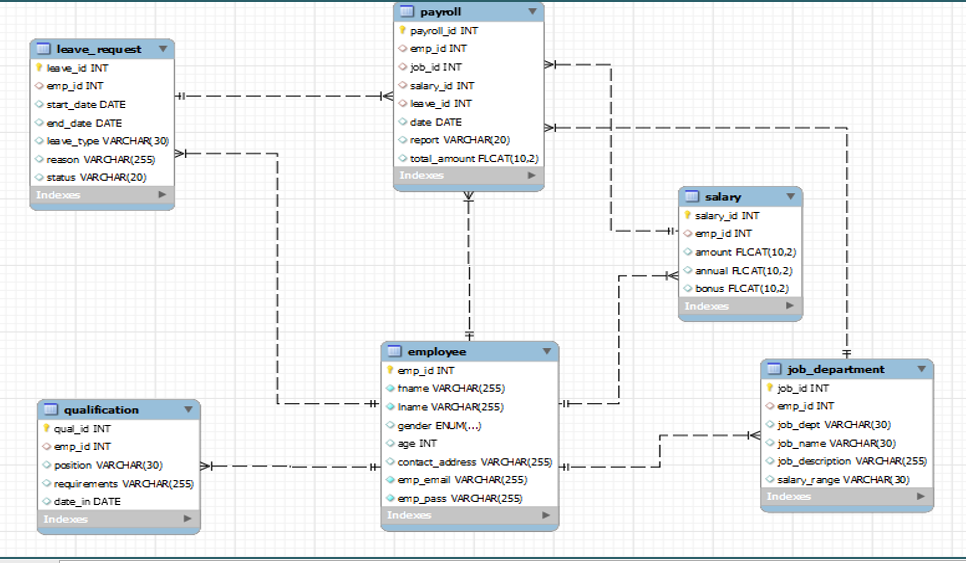 payroll
payroll_id INT
emp_id INT
job_id INT
salary_id INT
leave_id INT
date DATE
report VARCHAR(20)
total_amount FLCAT(10,2)
Indexes
leave_request
leave_id INT
emp_id INT
start_date DATE
end_date DATE
leave_type VARCHAR(30)
reason VARCHAR(255)
status VARCHAR(20)
Indexes
salary
salary_id INT
emp_id INT
amount FLCAT(10,2)
annual FLCAT(10,2)
bonus FLCAT(10,2)
Indexes
employee
emp_id INT
fname VARCHAR(255)
lname VARCHAR(255)
gender ENUM(...)
age INT
contact_address VARCHAR(255)
emp_email VARCHAR(255)
emp_pass VARCHAR(255)
Indexes
job_department
job_id INT
emp_id INT
job_dept VARCHAR(30)
job_name VARCHAR(30)
job_description VARCHAR(255)
salary_range VARCHAR(30)
Indexes
qualification
qual_id INT
emp_id INT
position VARCHAR(30)
requirements VARCHAR(255)
date_in DATE
Indexes